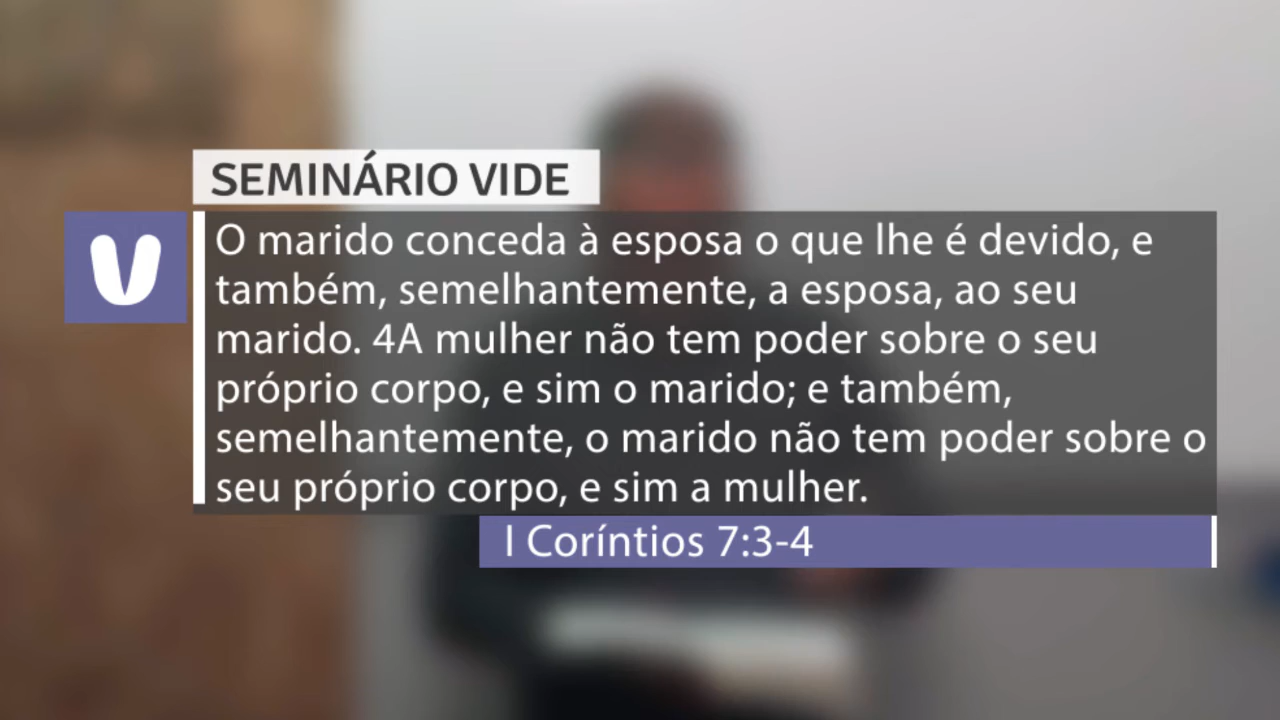 SEMINÁRIO VIDE
O marido conceda à esposa o que lhe é devido, e
também, semelhantemente, a esposa, ao seu
marido. 4A mulher não tem poder sobre o seu
próprio corpo, e sim o marido; e também,
semelhantemente, o marido não tem poder sobre o
seu próprio corpo, e sim a mulher.
I Coríntios 7:3-4